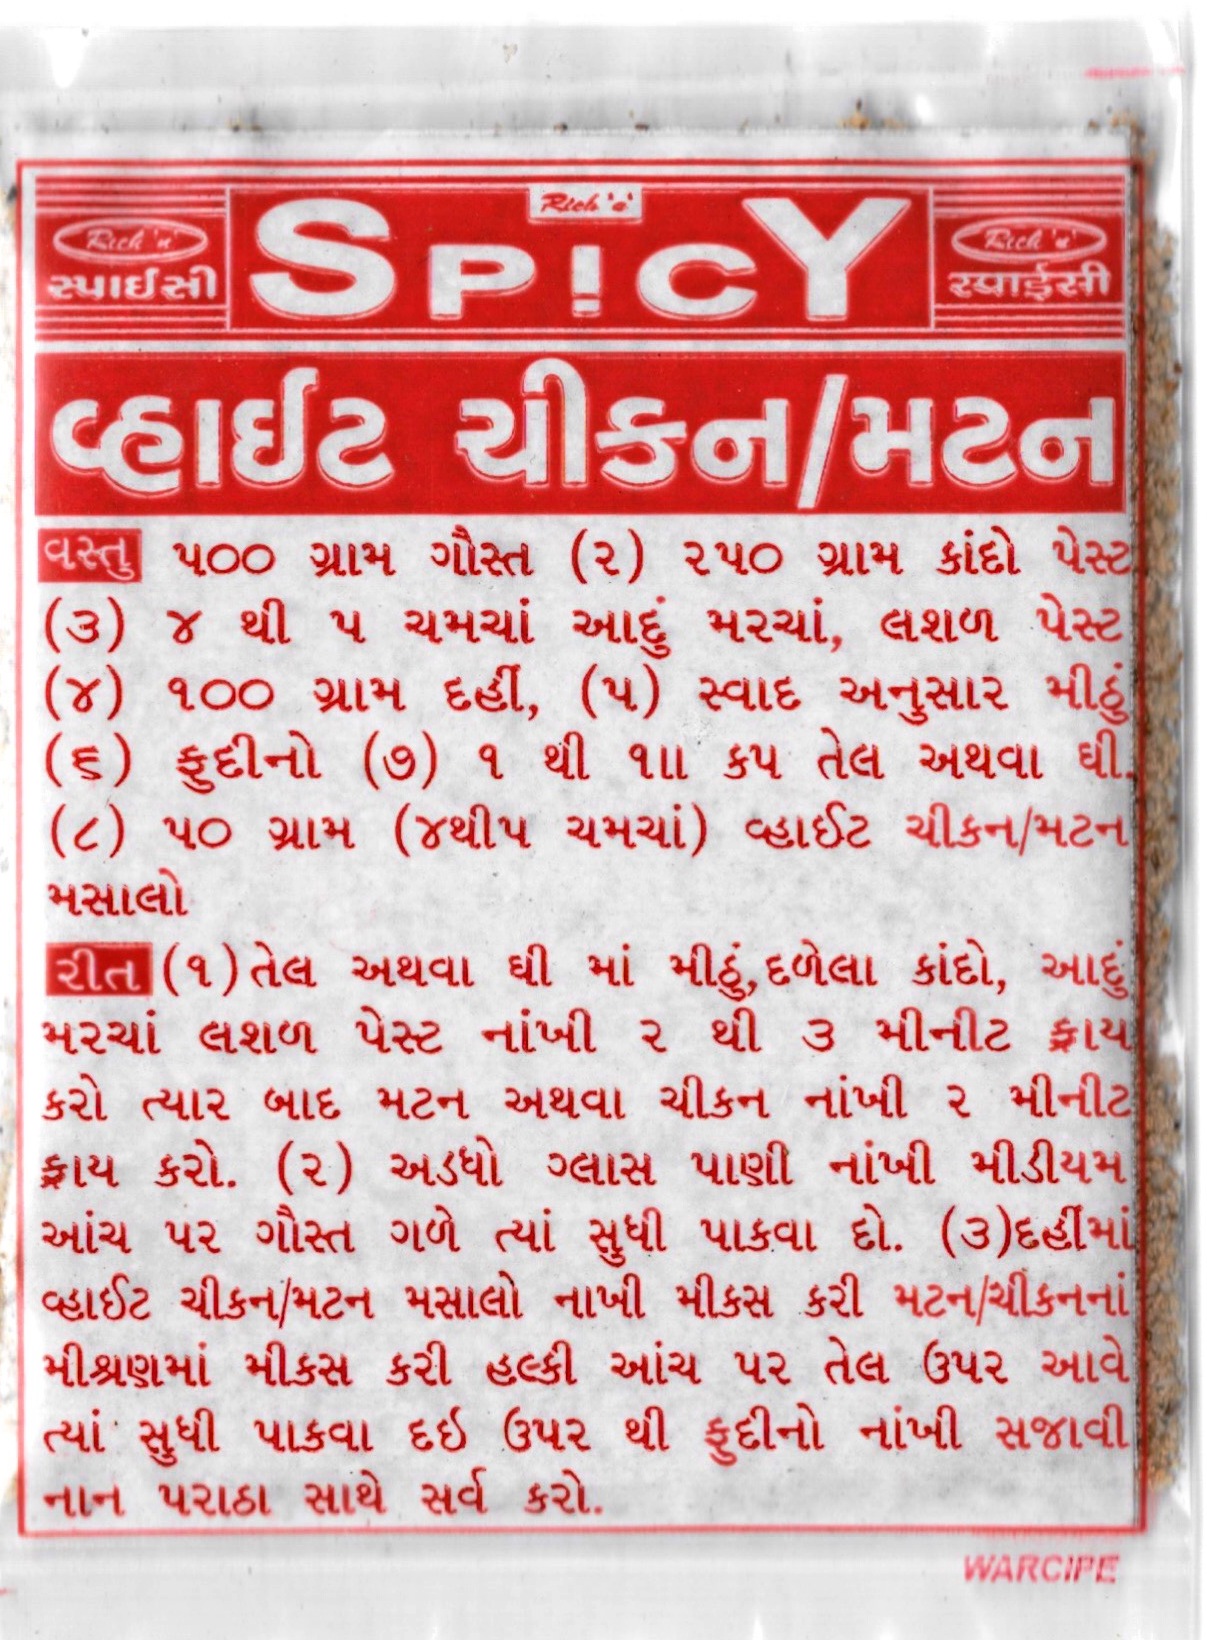 Rich 'n'
SPICY
Rich 'n'
સ્પાઈસી
Rich 'n'
સ્પાઈસી
વ્હાઈટ ચીકન/મટન
વસ્તુ ૫૦૦ ગ્રામ ગૌસ્ત (૨) ૨૫૦ ગ્રામ કાંદો પેસ્ટ
(૩) ૪ થી ૫ ચમચાં આદું મરચાં, લશળ પેસ્ટ
(૪) ૧૦૦ ગ્રામ દહીં, (૫) સ્વાદ અનુસાર મીઠું
(૬) ફુદીનો (૭) ૧ થી ૧ાા કપ તેલ અથવા ઘી.
(૮) ૫૦ ગ્રામ (૪થી૫ ચમચાં) વ્હાઈટ ચીકન/મટન
મસાલો
રીત (૧) તેલ અથવા ઘી માં મીઠું, દળેલા કાંદો, આદું
મરચાં લશળ પેસ્ટ નાંખી ૨ થી ૩ મીનીટ ફ્રાય
કરો ત્યાર બાદ મટન અથવા ચીકન નાંખી ૨ મીનીટ
ફ્રાય કરો. (૨) અડધો ગ્લાસ પાણી નાંખી મીડીયમ
આંચ પર ગૌસ્ત ગળે ત્યાં સુધી પાકવા દો. (૩) દહીંમાં
વ્હાઈટ ચીકન/મટન મસાલો નાખી મીકસ કરી મટન/ચીકનનાં
મીશ્રણમાં મીકસ કરી હલ્કી આંચ પર તેલ ઉપર આવે
ત્યાં સુધી પાકવા દઇ ઉપર થી ફુદીનો નાંખી સજાવી
નાન પરાઠા સાથે સર્વ કરો.
WARCIPE